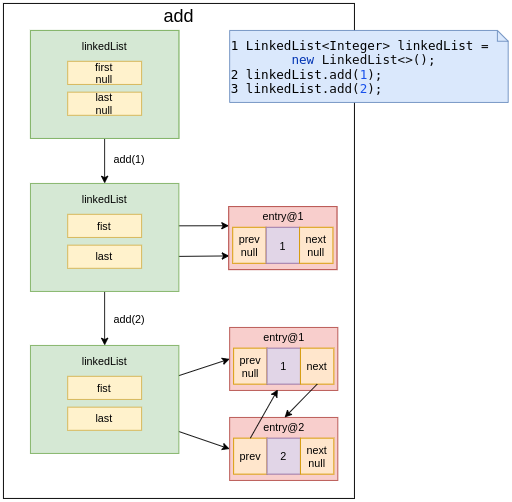 add
1 LinkedList<Integer> linkedList =
new LinkedList<>();
2 linkedList.add(1);
3 linkedList.add(2);
linkedList
first
null
last
null
add(1)
linkedList
fist
last
entry@1
prev
null
1
next
null
add(2)
linkedList
fist
last
entry@1
prev
null
1
next
entry@2
prev
2
next
null